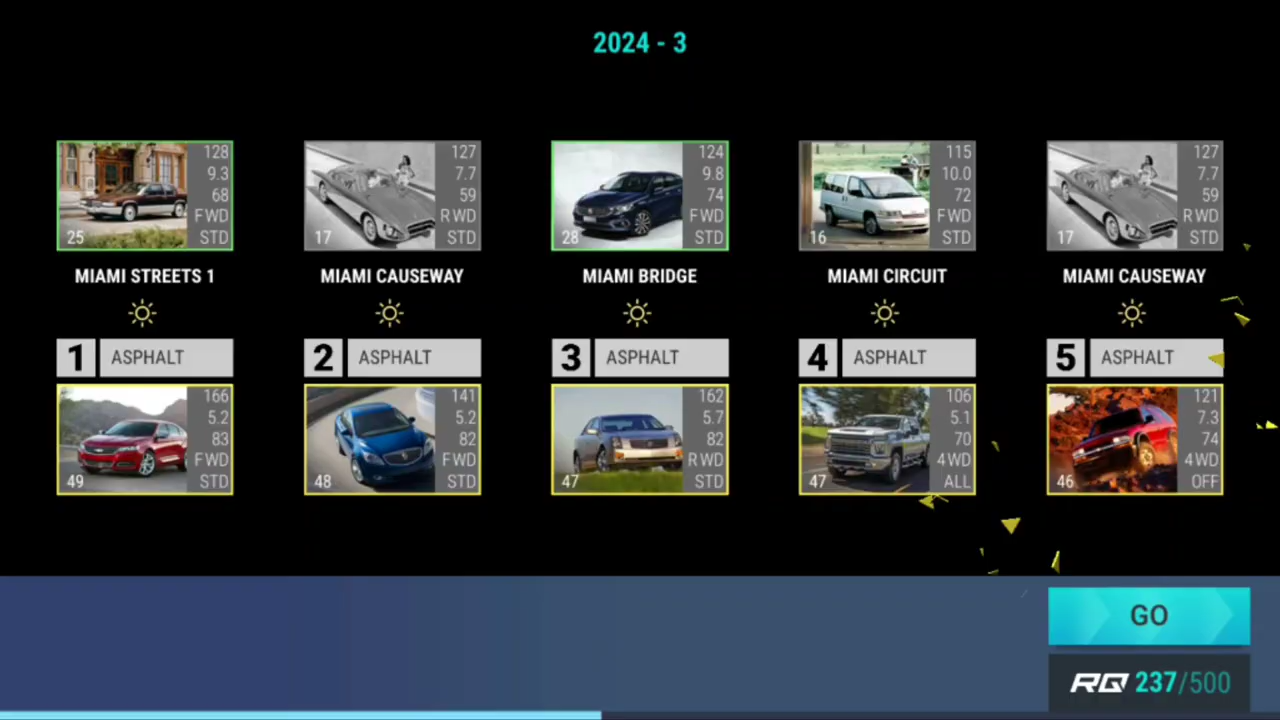 2024 - 3
128
9.3
68
FWD
STD
25
127
7.7
59
RWD
STD
17
124
9.8
74
FWD
STD
28
115
10.0
72
FWD
STD
16
127
7.7
59
RWD
STD
17
MIAMI STREETS 1
MIAMI CAUSEWAY
MIAMI BRIDGE
MIAMI CIRCUIT
MIAMI CAUSEWAY
1 ASPHALT
2 ASPHALT
3 ASPHALT
4 ASPHALT
5 ASPHALT
166
5.2
83
FWD
STD
49
141
5.2
82
FWD
STD
48
162
5.7
82
RWD
STD
47
106
5.1
70
4WD
ALL
47
121
7.3
74
4WD
OFF
46
GO
RQ 237/500